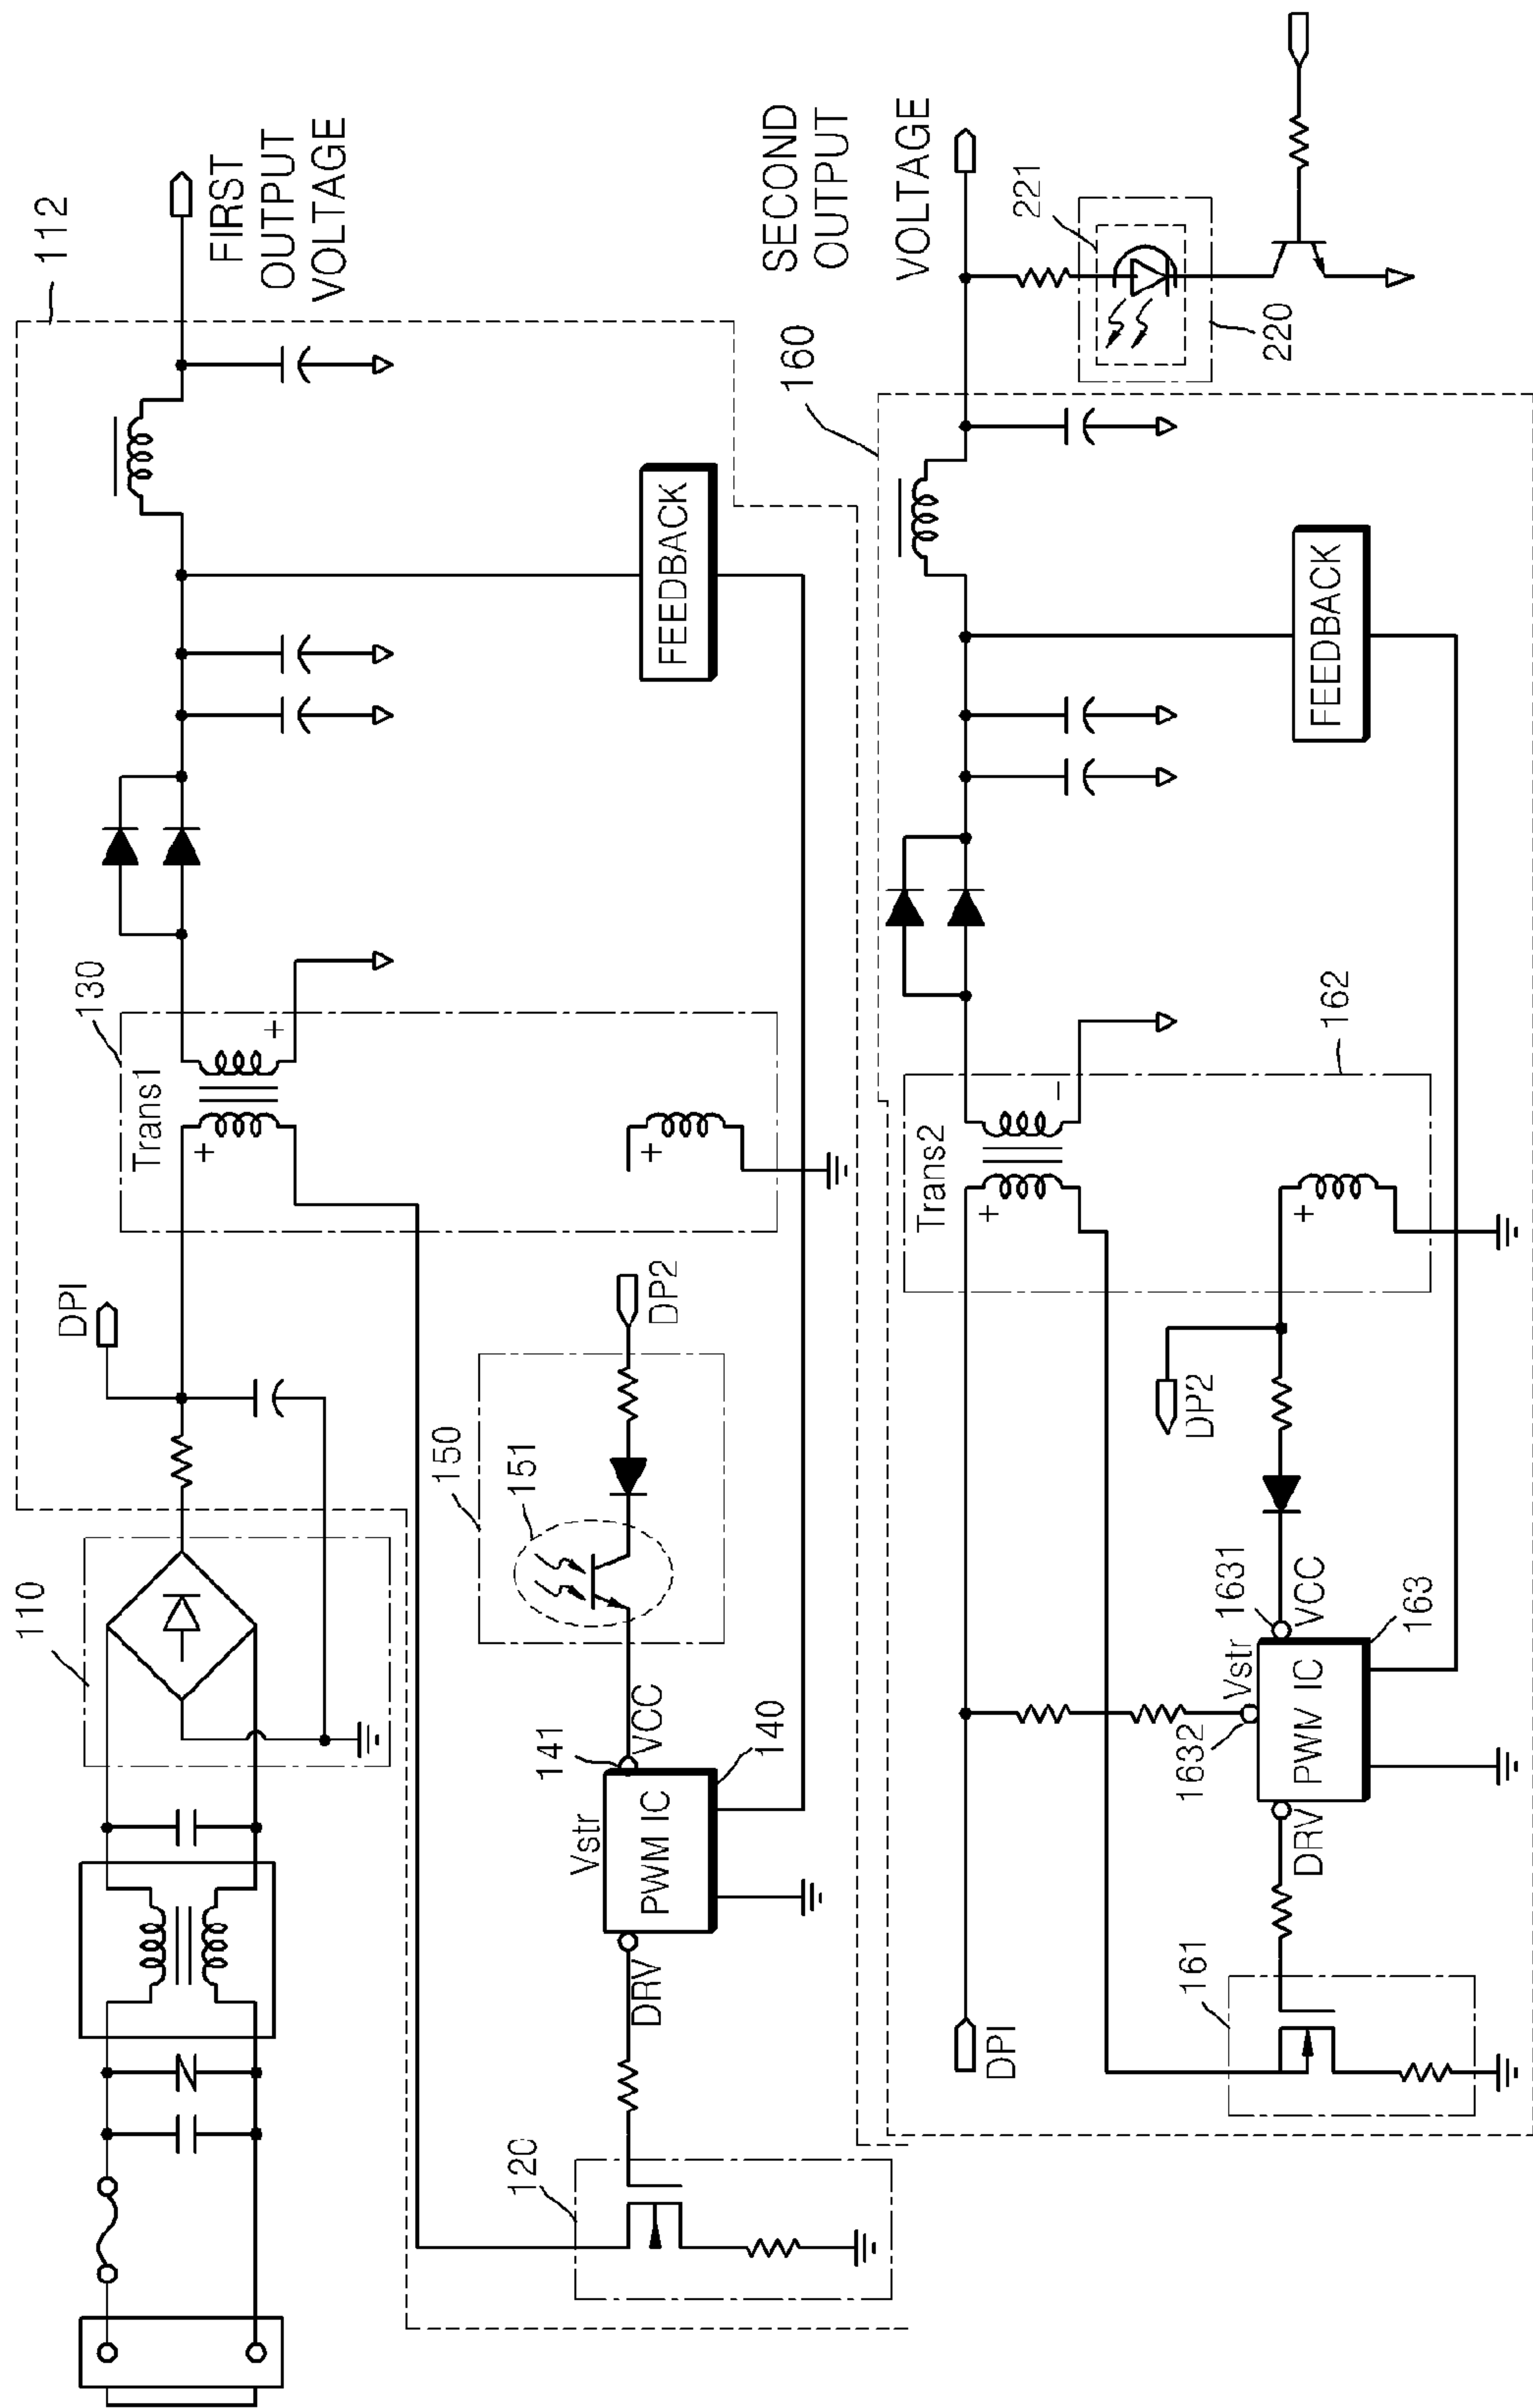 112
FIRST
OUTPUT
VOLTAGE
110
DPI
130
Trans1
+
+
+
150
151
DP2
FEEDBACK
141
VCC
Vstr
PWM IC
140
DRV
120
SECOND
OUTPUT
VOLTAGE
160
221
220
162
Trans2
+
-
+
DP2
FEEDBACK
1631
VCC
Vstr
1632
PWM IC
163
DRV
161
DPI